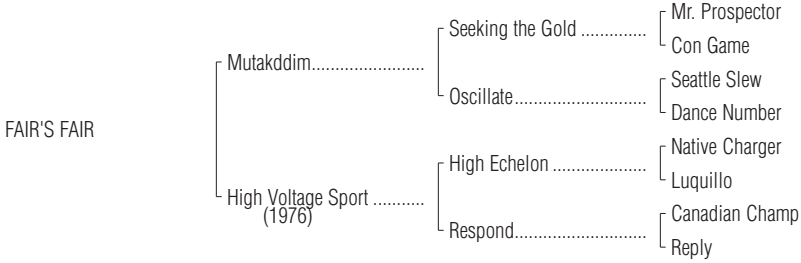 Mr. Prospector
Seeking the Gold ..............
Con Game
Mutakddim........................
Seattle Slew
Oscillate............................
Dance Number
FAIR'S FAIR
Native Charger
High Echelon ....................
Luquillo
High Voltage Sport ...........
(1976)
Canadian Champ
Respond............................
Reply